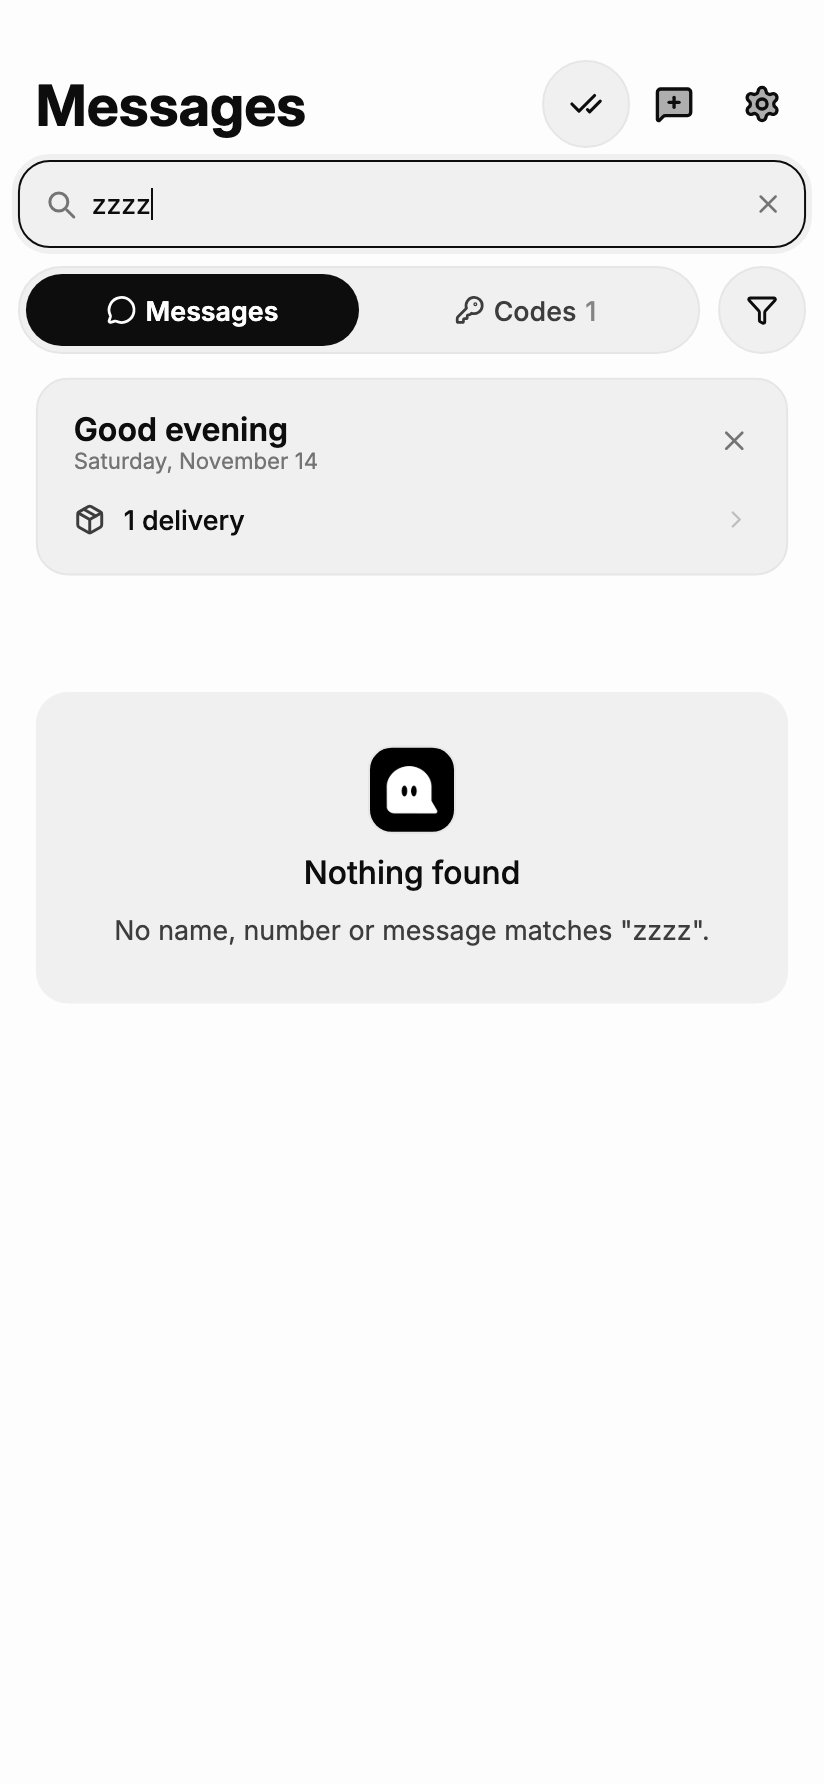 Messages
zzzz
Messages
Codes 1
Good evening
Saturday, November 14
1 delivery
Nothing found
No name, number or message matches "zzzz".